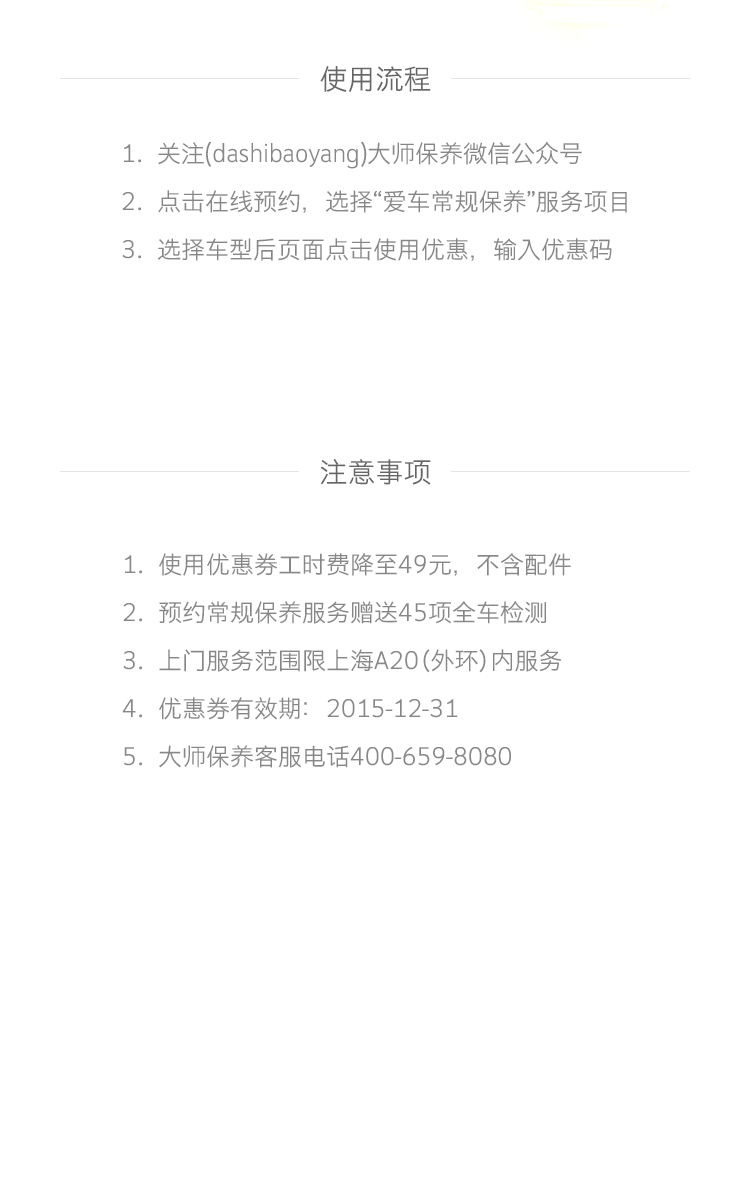 使用流程
1. 关注(dashibaoyang)大师保养微信公众号
2. 点击在线预约，选择“爱车常规保养”服务项目
3. 选择车型后页面点击使用优惠，输入优惠码
注意事项
1. 使用优惠券工时费降至49元，不含配件
2. 预约常规保养服务赠送45项全车检测
3. 上门服务范围限上海A20(外环)内服务
4. 优惠券有效期：2015-12-31
5. 大师保养客服电话400-659-8080